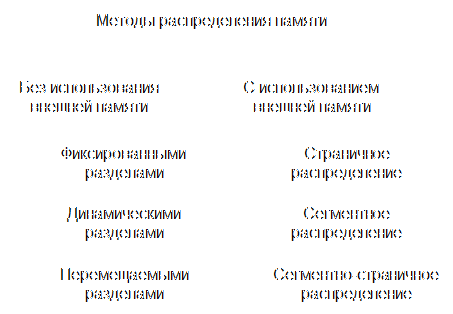 Методы распределения памяти
Без использования
внешней памяти
С использованием
внешней памяти
Фиксированными
разделами
Страничное
распределение
Динамическими
разделами
Сегментное
распределение
Перемещаемыми
разделами
Сегментно-страничное
распределение